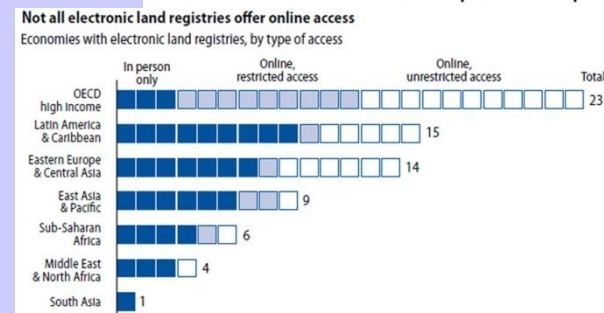 Not all electronic land registries offer online access
Economies with electronic land registries, by type of access
In person
only
Online,
restricted access
Online,
unrestricted access
Total
OECD
high income
23
Latin America
& Caribbean
15
Eastern Europe
& Central Asia
14
East Asia
& Pacific
9
Sub-Saharan
Africa
6
Middle East
& North Africa
4
South Asia
1